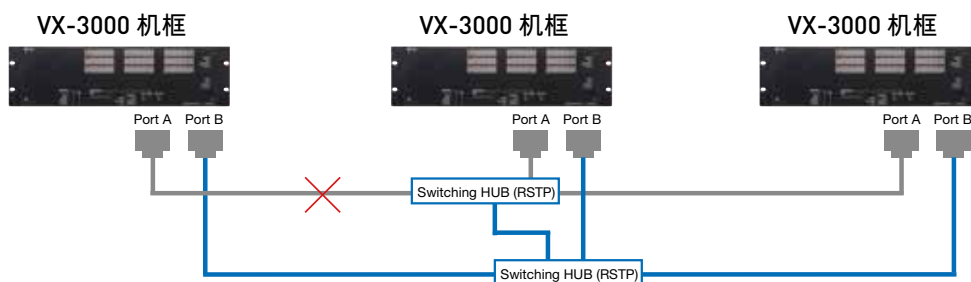 VX-3000 机框
VX-3000 机框
VX-3000 机框
Port A Port B
Port A Port B
Port A Port B
Switching HUB (RSTP)
Switching HUB (RSTP)